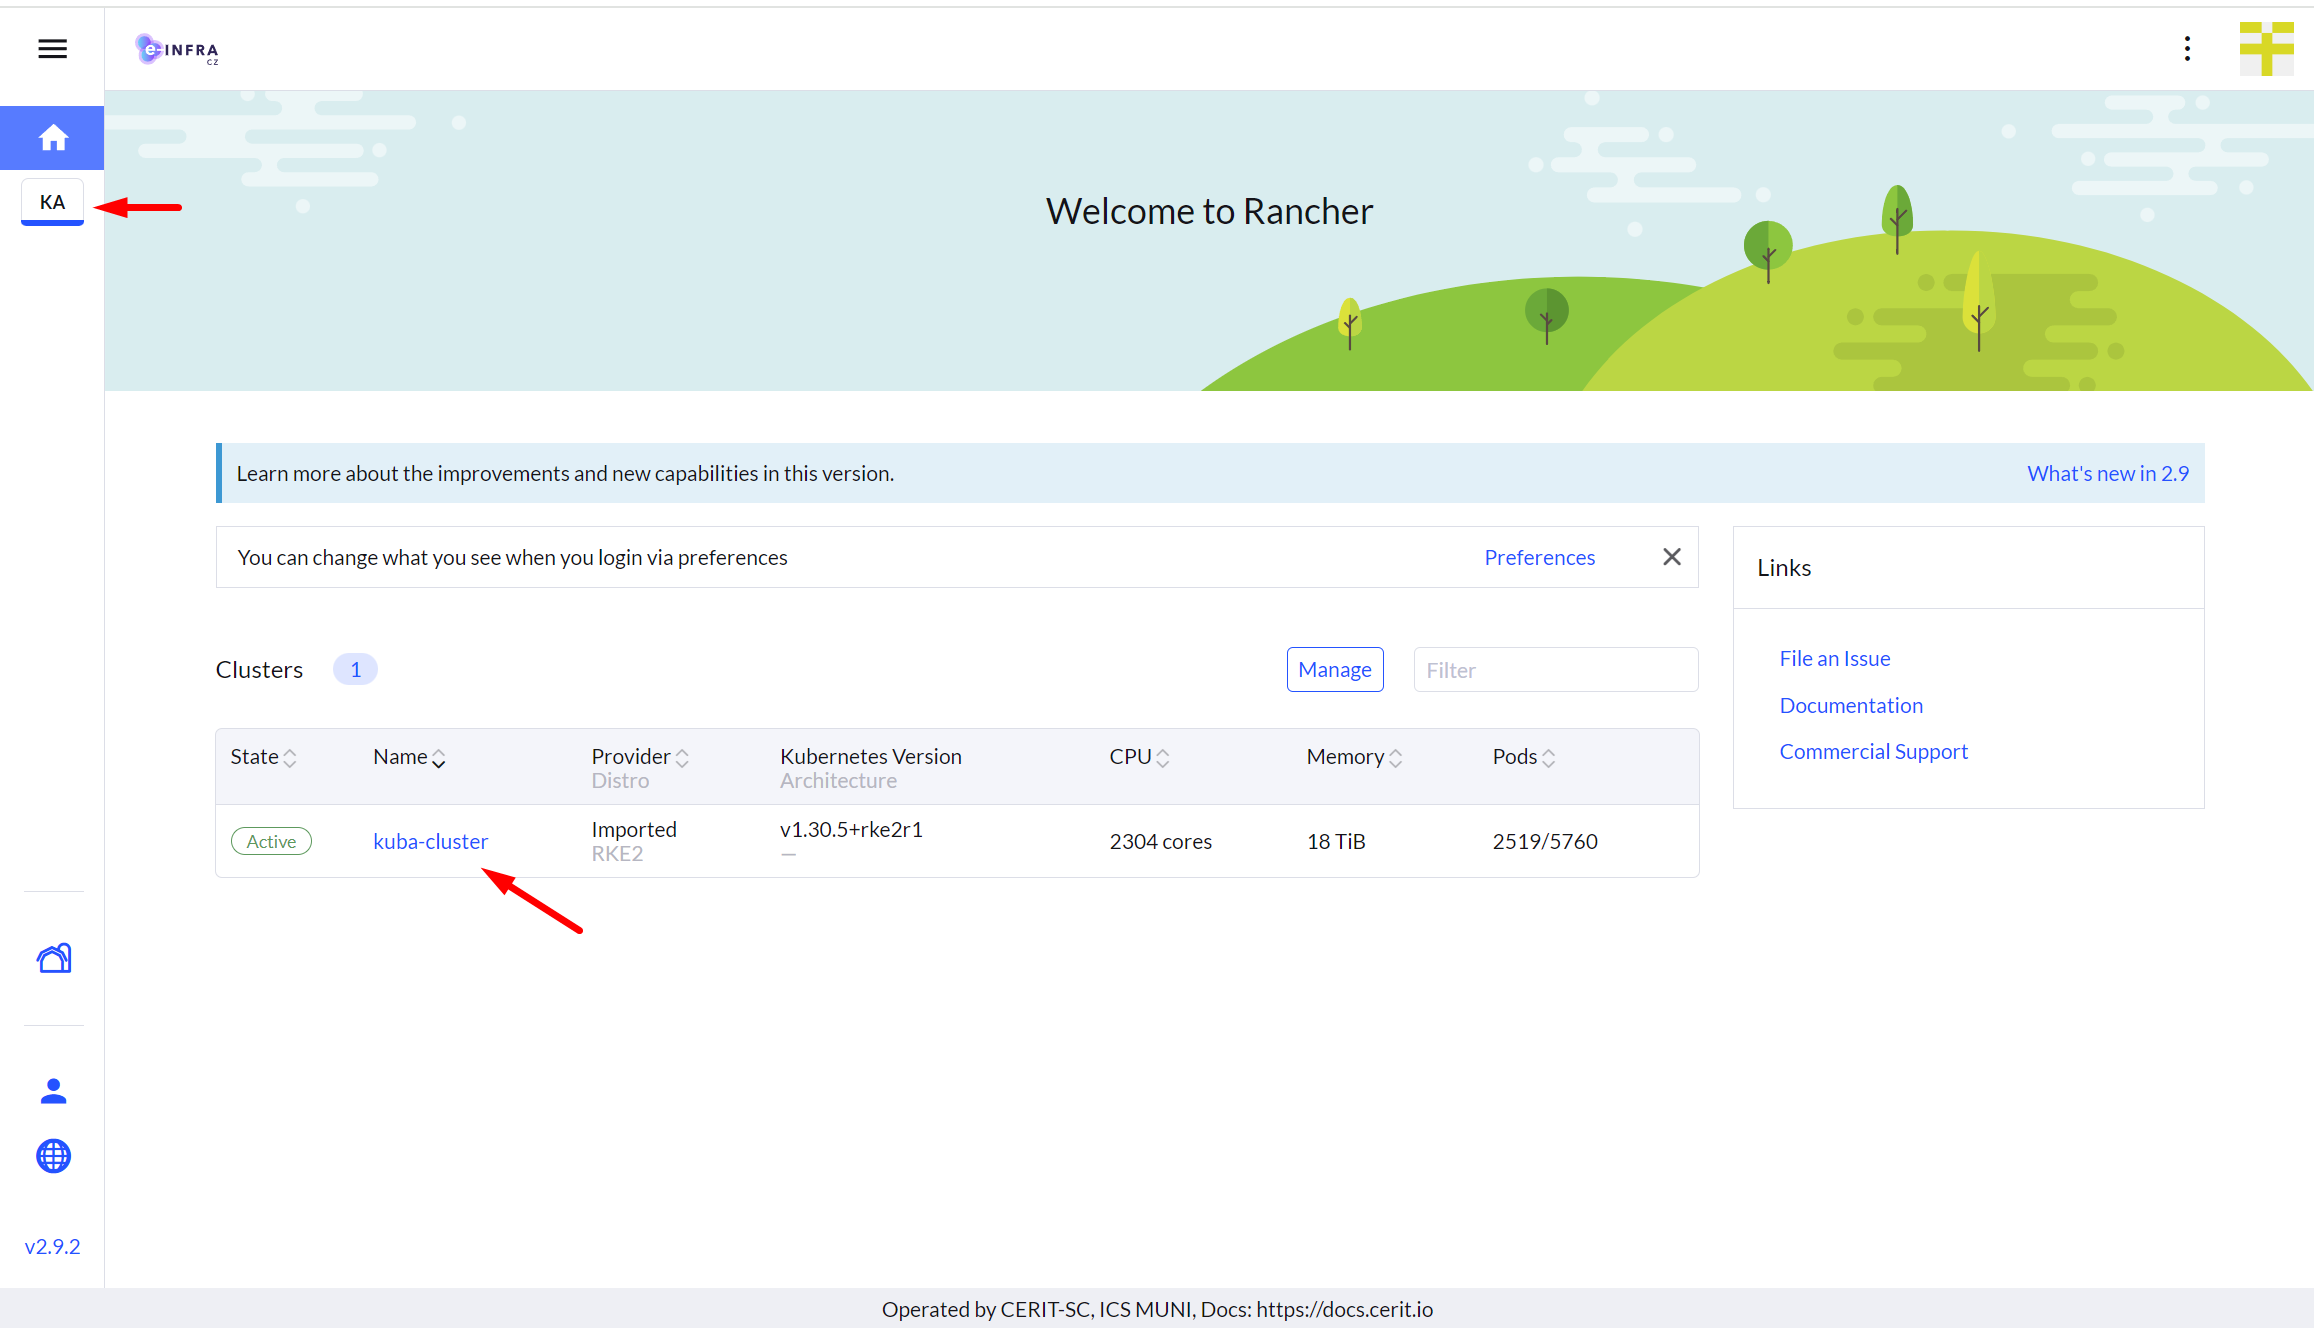 e-INFRA
CZ
KA
Welcome to Rancher
Learn more about the improvements and new capabilities in this version.
What's new in 2.9
You can change what you see when you login via preferences
Preferences
Links
File an Issue
Documentation
Commercial Support
Clusters 1
Manage
Filter
State Name Provider Kubernetes Version CPU Memory Pods
Distro Architecture
Active kuba-cluster Imported v1.30.5+rke2r1 2304 cores 18 TiB 2519/5760
RKE2 —
v2.9.2
Operated by CERIT-SC, ICS MUNI, Docs: https://docs.cerit.io